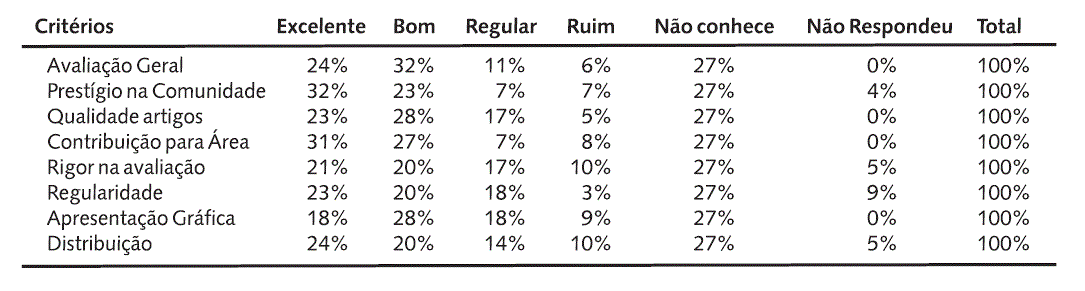 Critérios Excelente Bom Regular Ruim Não conhece Não Respondeu Total
Avaliação Geral 24% 32% 11% 6% 27% 0% 100%
Prestígio na Comunidade 32% 23% 7% 7% 27% 4% 100%
Qualidade artigos 23% 28% 17% 5% 27% 0% 100%
Contribuição para Área 31% 27% 7% 8% 27% 0% 100%
Rigor na avaliação 21% 20% 17% 10% 27% 5% 100%
Regularidade 23% 20% 18% 3% 27% 9% 100%
Apresentação Gráfica 18% 28% 18% 9% 27% 0% 100%
Distribuição 24% 20% 14% 10% 27% 5% 100%